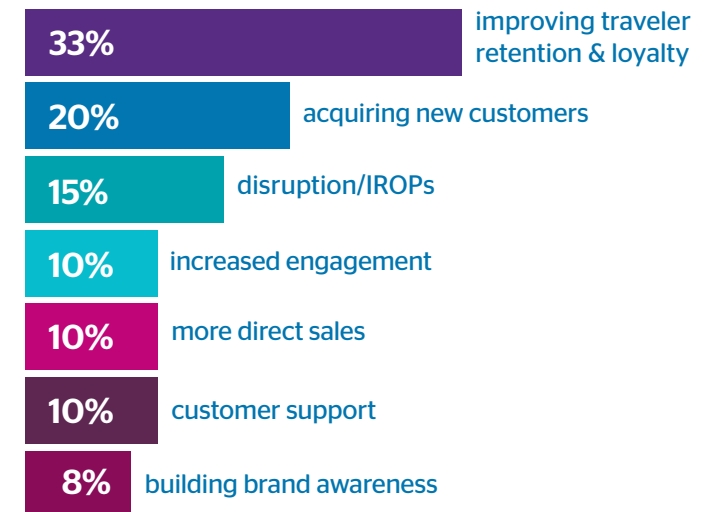 33%
improving traveler
retention & loyalty
20%
acquiring new customers
15%
disruption/IROPs
10%
increased engagement
10%
more direct sales
10%
customer support
8%
building brand awareness